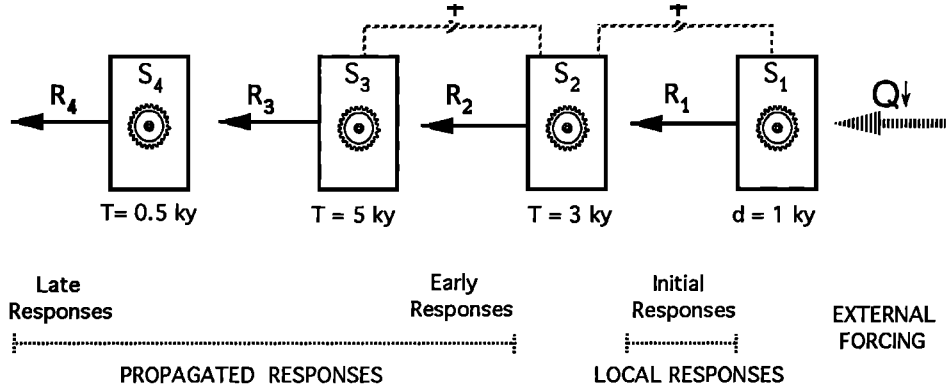 T T
S4 S3 S2 S1
R4 R3 R2 R1 Q↓
T= 0.5 ky T = 5 ky T = 3 ky d = 1 ky
Late
Responses
Early
Responses
Initial
Responses
EXTERNAL
FORCING
PROPAGATED RESPONSES LOCAL RESPONSES